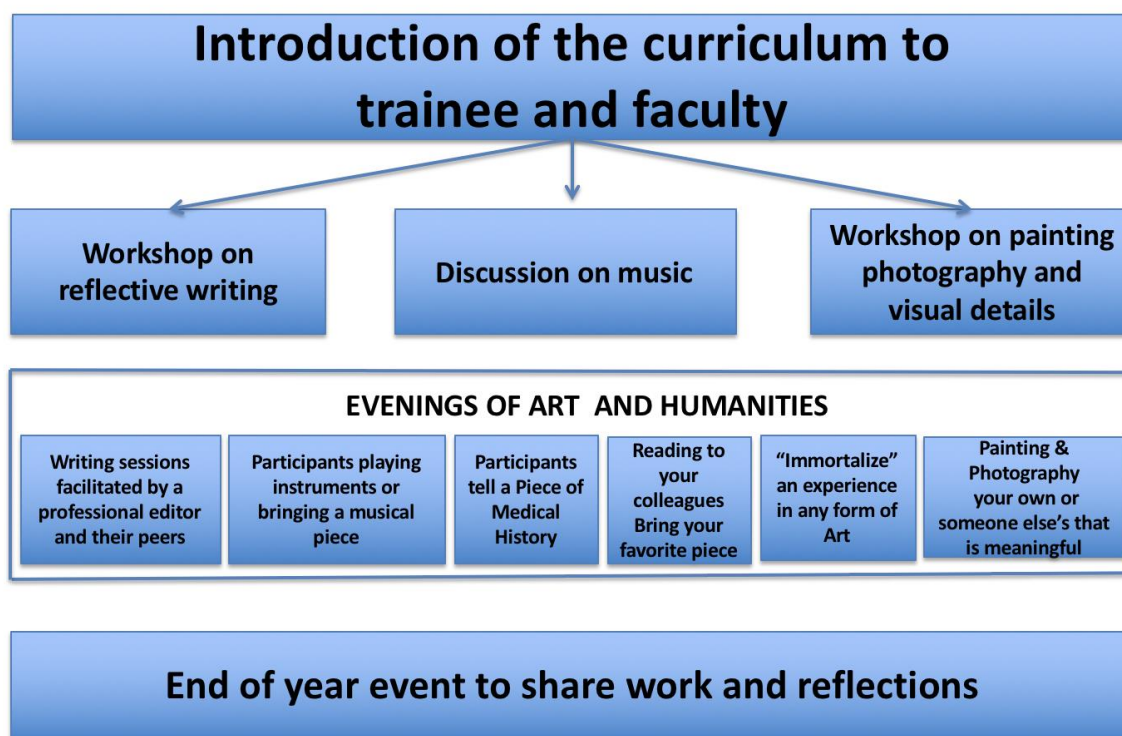 Introduction of the curriculum to
trainee and faculty
Workshop on
reflective writing
Discussion on music
Workshop on painting
photography and
visual details
EVENINGS OF ART AND HUMANITIES
Writing sessions
facilitated by a
professional editor
and their peers
Participants playing
instruments or
bringing a musical
piece
Participants
tell a Piece of
Medical
History
Reading to
your
colleagues
Bring your
favorite piece
“Immortalize”
an experience
in any form of
Art
Painting &
Photography
your own or
someone else's that
is meaningful
End of year event to share work and reflections